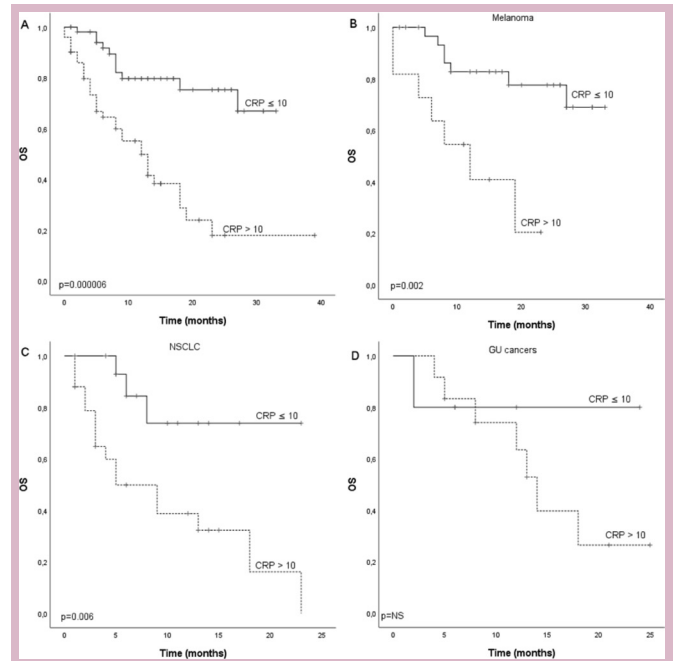 A
1,0
0,8
0,6
0,4
0,2
0,0
OS
CRP ≤ 10
CRP > 10
p=0.000006
0 10 20 30 40
Time (months)
B
Melanoma
1,0
0,8
0,6
0,4
0,2
0,0
OS
CRP ≤ 10
CRP > 10
p=0.002
0 10 20 30 40
Time (months)
C
NSCLC
1,0
0,8
0,6
0,4
0,2
0,0
OS
CRP ≤ 10
CRP > 10
p=0.006
0 5 10 15 20 25
Time (months)
D
GU cancers
1,0
0,8
0,6
0,4
0,2
0,0
OS
CRP ≤ 10
CRP > 10
p=NS
0 5 10 15 20 25
Time (months)